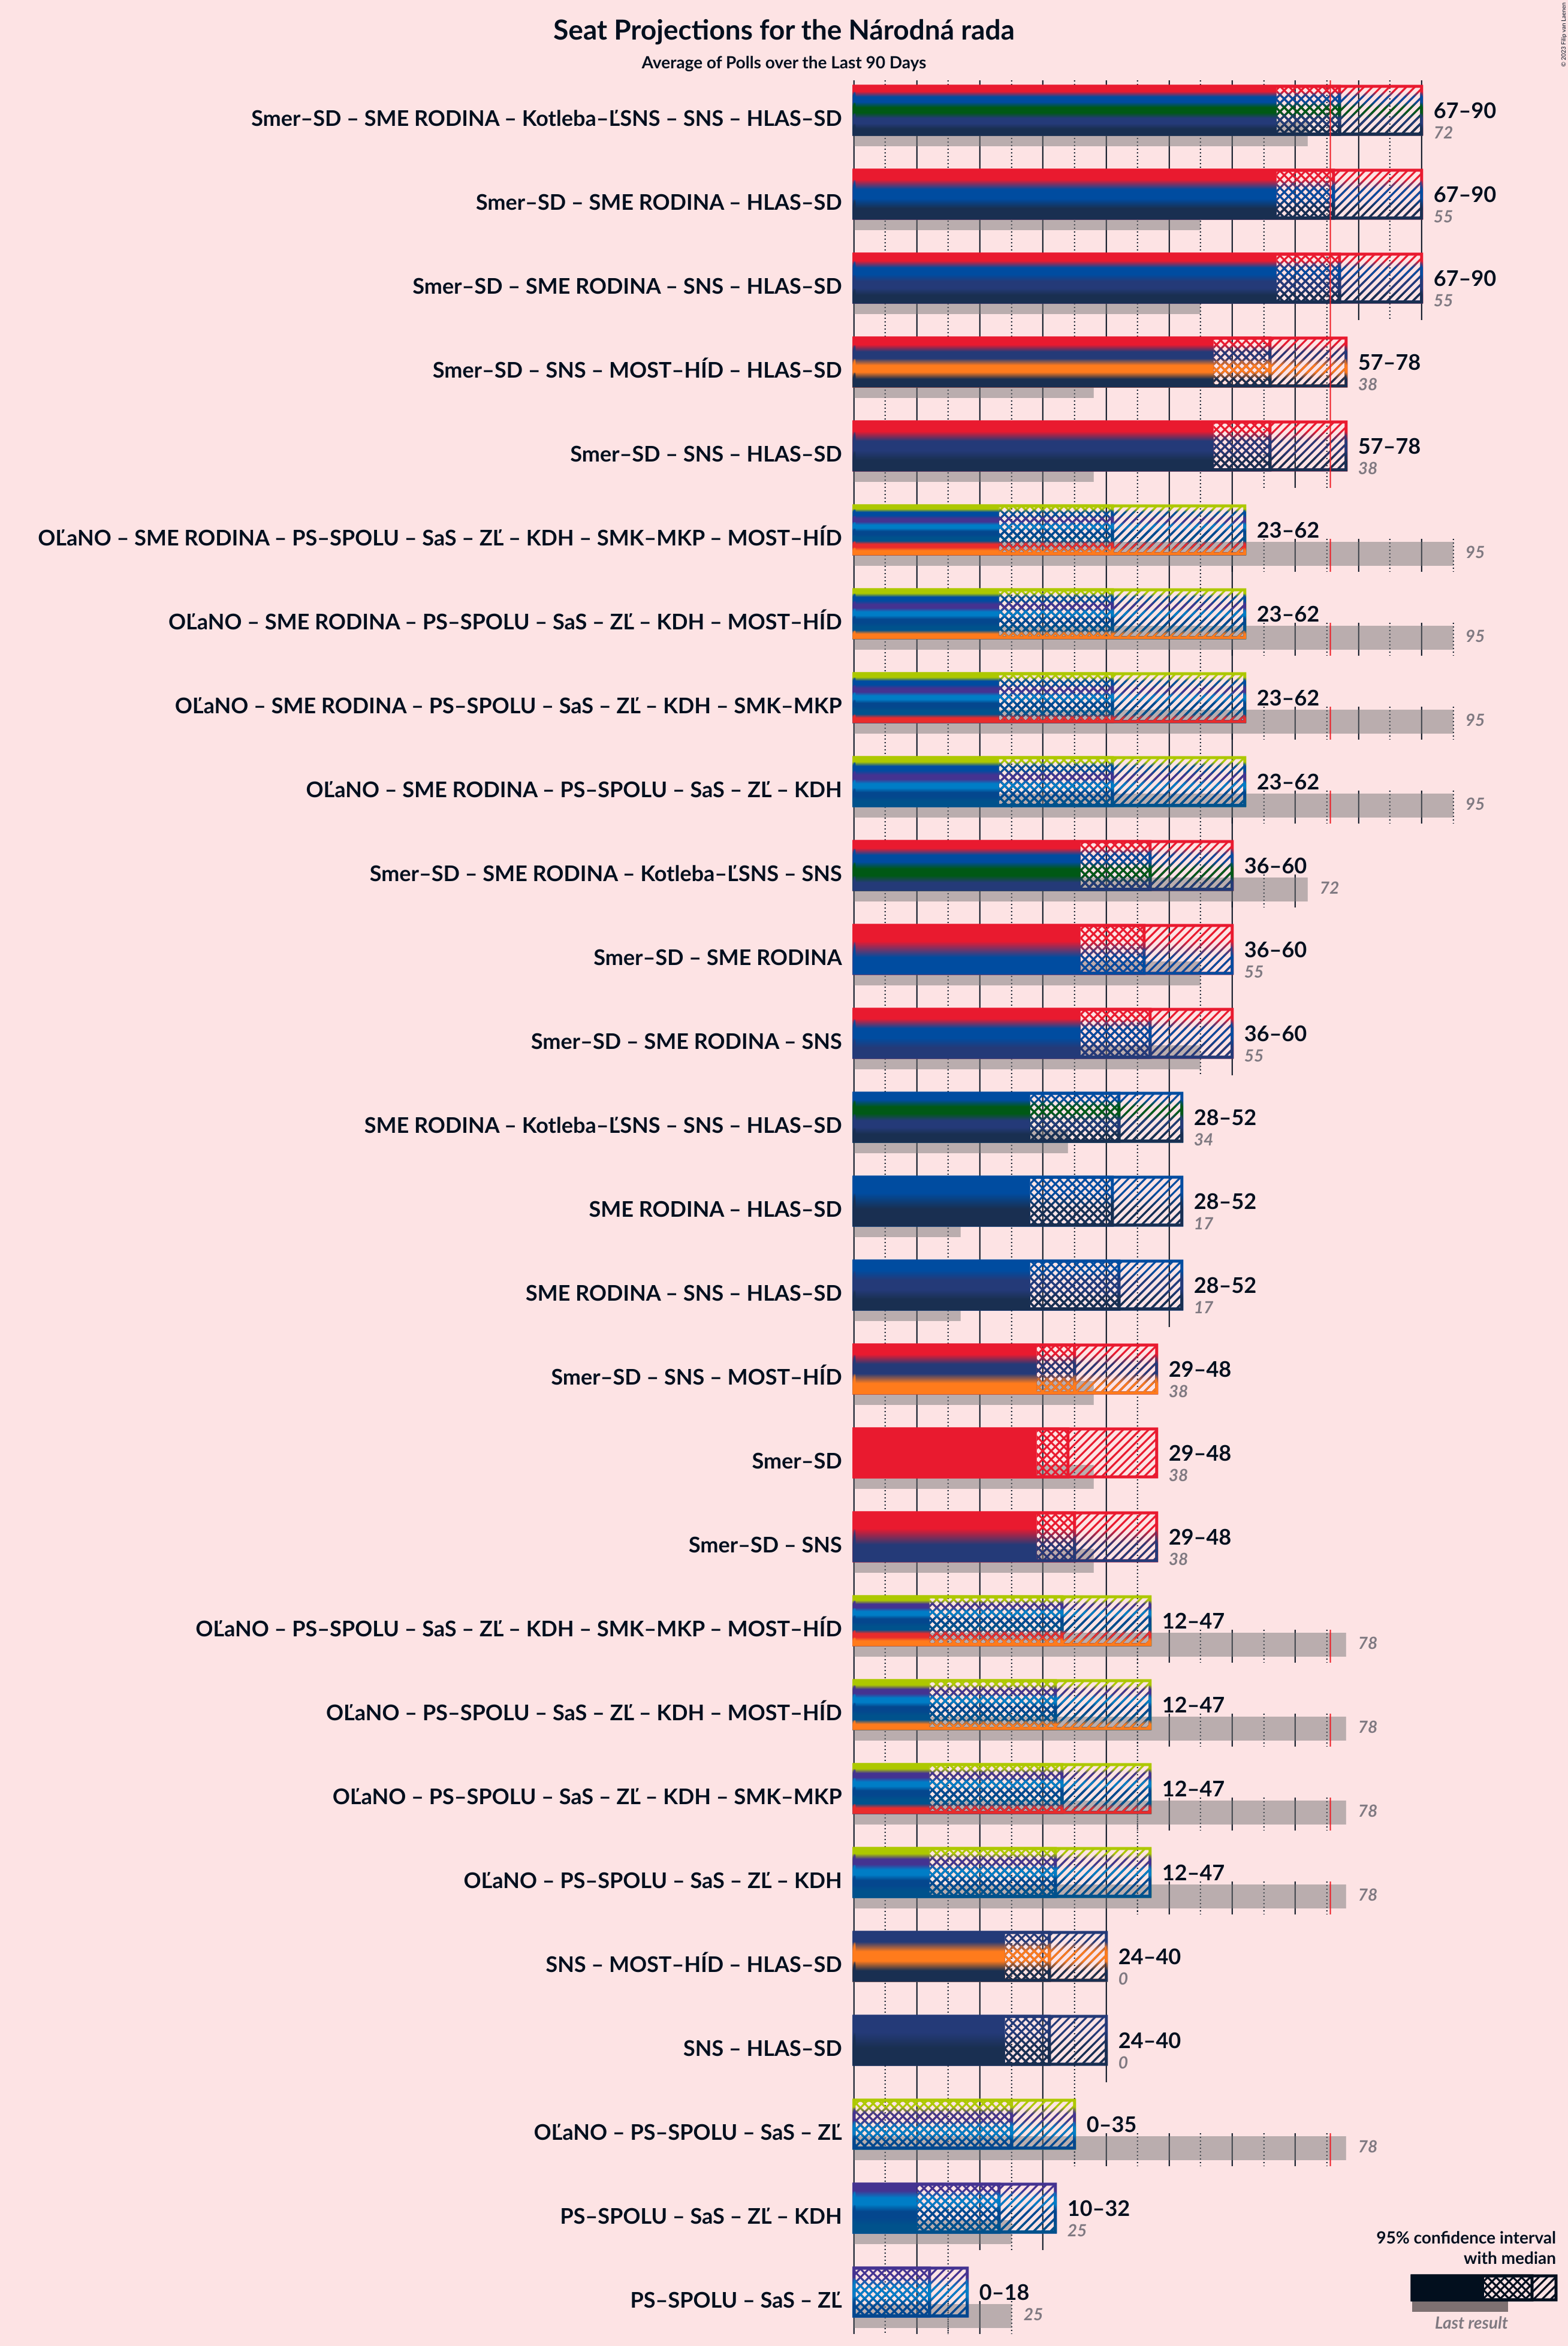 Seat Projections for the Národná rada
Average of Polls over the Last 90 Days
© 2023 Filip van Laenen
Smer–SD – SME RODINA – Kotleba–ĽSNS – SNS – HLAS–SD
67–90
72
Smer–SD – SME RODINA – HLAS–SD
67–90
55
Smer–SD – SME RODINA – SNS – HLAS–SD
67–90
55
Smer–SD – SNS – MOST–HÍD – HLAS–SD
57–78
38
Smer–SD – SNS – HLAS–SD
57–78
38
OĽaNO – SME RODINA – PS–SPOLU – SaS – ZĽ – KDH – SMK–MKP – MOST–HÍD
23–62
95
OĽaNO – SME RODINA – PS–SPOLU – SaS – ZĽ – KDH – MOST–HÍD
23–62
95
OĽaNO – SME RODINA – PS–SPOLU – SaS – ZĽ – KDH – SMK–MKP
23–62
95
OĽaNO – SME RODINA – PS–SPOLU – SaS – ZĽ – KDH
23–62
95
Smer–SD – SME RODINA – Kotleba–ĽSNS – SNS
36–60
72
Smer–SD – SME RODINA
36–60
55
Smer–SD – SME RODINA – SNS
36–60
55
SME RODINA – Kotleba–ĽSNS – SNS – HLAS–SD
28–52
34
SME RODINA – HLAS–SD
28–52
17
SME RODINA – SNS – HLAS–SD
28–52
17
Smer–SD – SNS – MOST–HÍD
29–48
38
Smer–SD
29–48
38
Smer–SD – SNS
29–48
38
OĽaNO – PS–SPOLU – SaS – ZĽ – KDH – SMK–MKP – MOST–HÍD
12–47
78
OĽaNO – PS–SPOLU – SaS – ZĽ – KDH – MOST–HÍD
12–47
78
OĽaNO – PS–SPOLU – SaS – ZĽ – KDH – SMK–MKP
12–47
78
OĽaNO – PS–SPOLU – SaS – ZĽ – KDH
12–47
78
SNS – MOST–HÍD – HLAS–SD
24–40
0
SNS – HLAS–SD
24–40
0
OĽaNO – PS–SPOLU – SaS – ZĽ
0–35
78
PS–SPOLU – SaS – ZĽ – KDH
10–32
25
PS–SPOLU – SaS – ZĽ
0–18
25
95% confidence interval
with median
Last result